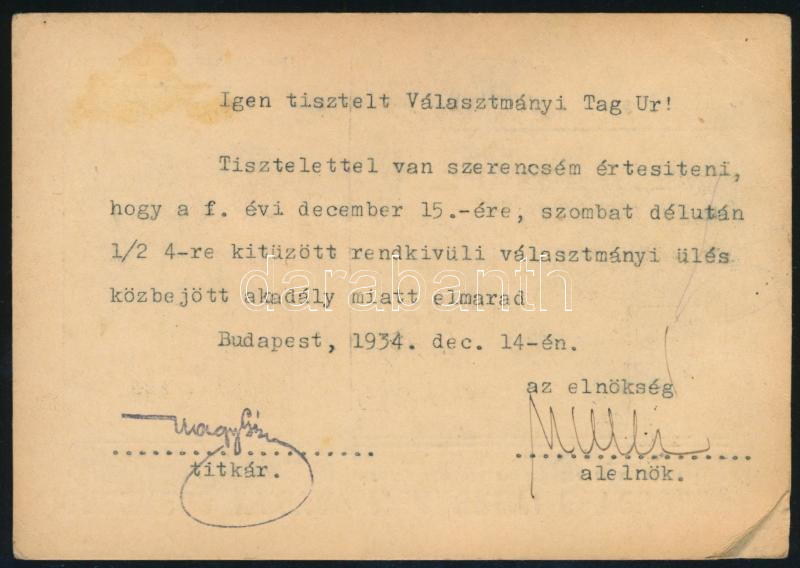 Igen tisztelt Választmányi Tag Ur!
Tisztelettel van szerencsém értesiteni,
hogy a f. évi december 15.-ére, szombat délután
1/2 4-re kitüzött rendkivüli választmányi ülés
közbejött akadály miatt elmarad
darabanth
Budapest, 1934. dec. 14-én.
az elnökség
titkár.
alelnök.